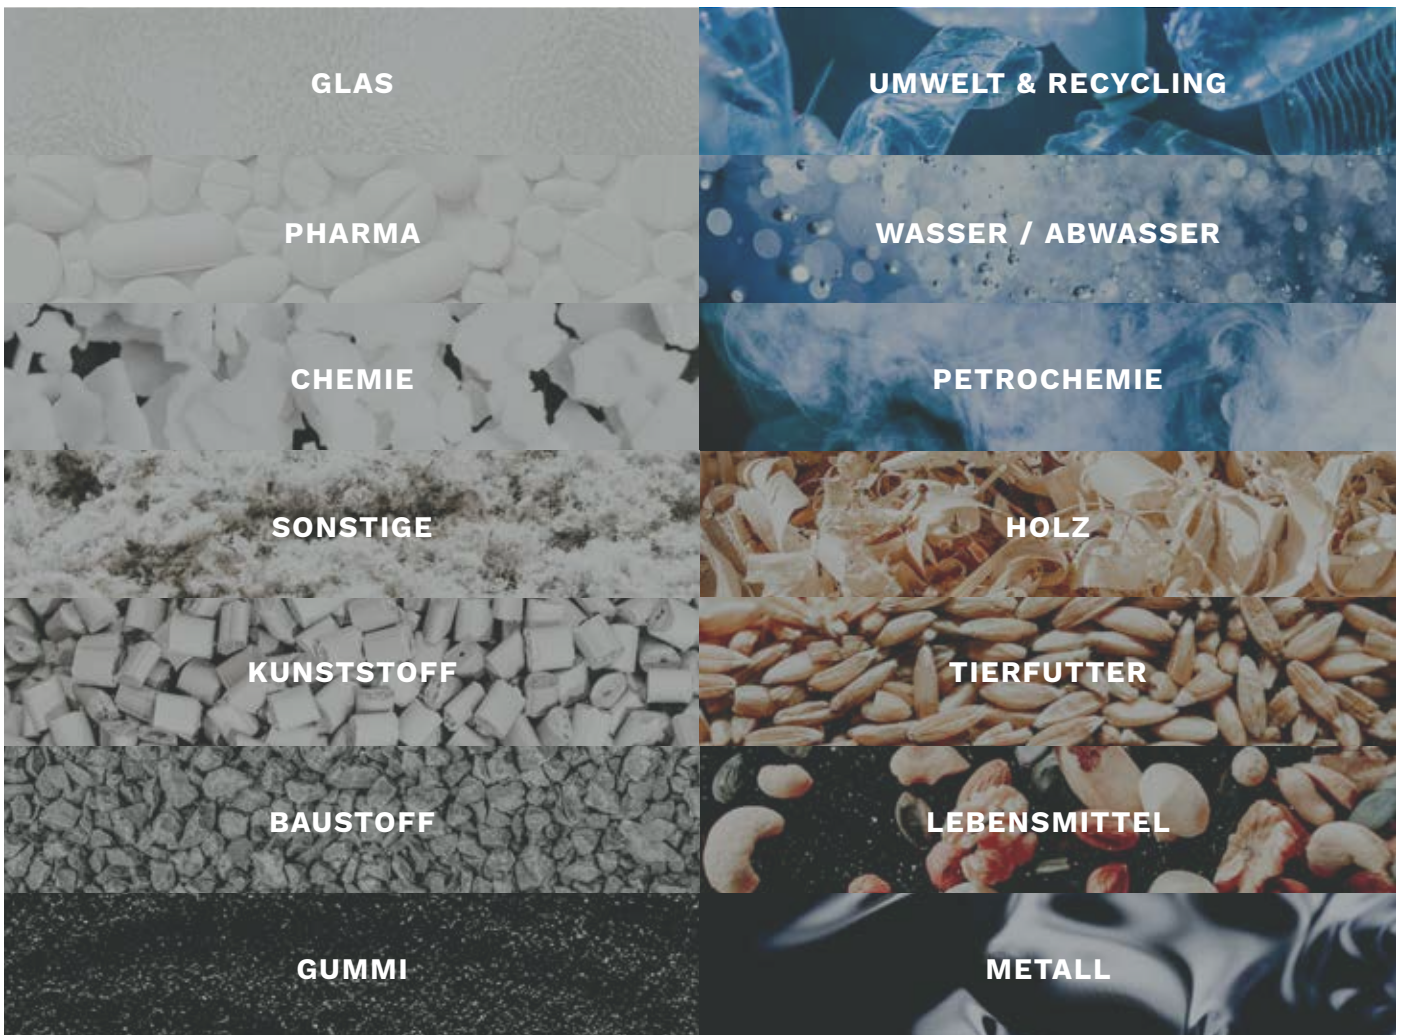 GLAS
UMWELT & RECYCLING
PHARMA
WASSER / ABWASSER
CHEMIE
PETROCHEMIE
SONSTIGE
HOLZ
KUNSTSTOFF
TIERFUTTER
BAUSTOFF
LEBENSMITTEL
GUMMI
METALL